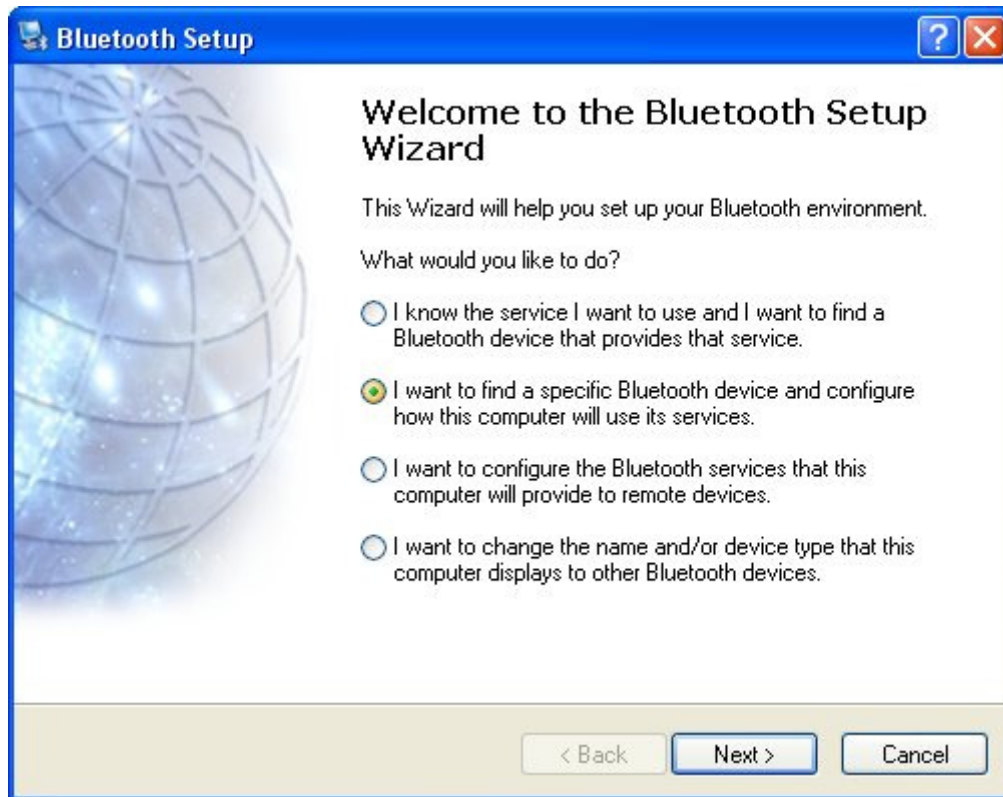 Bluetooth Setup
?
Welcome to the Bluetooth Setup
Wizard
This Wizard will help you set up your Bluetooth environment.
What would you like to do?
I know the service I want to use and I want to find a
Bluetooth device that provides that service.
I want to find a specific Bluetooth device and configure
how this computer will use its services.
I want to configure the Bluetooth services that this
computer will provide to remote devices.
I want to change the name and/or device type that this
computer displays to other Bluetooth devices.
< Back Next > Cancel